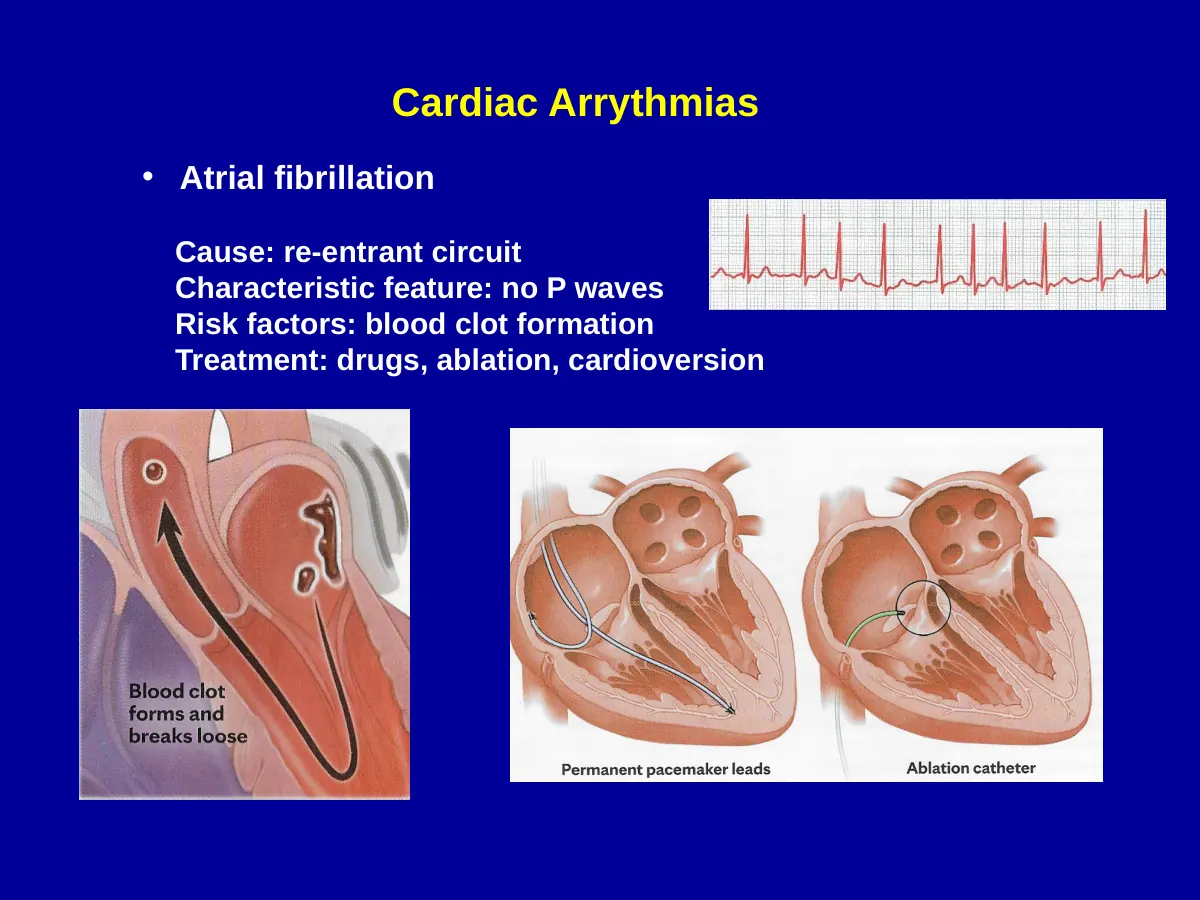 Cardiac Arrythmias
• Atrial fibrillation
Cause: re-entrant circuit
Characteristic feature: no P waves
Risk factors: blood clot formation
Treatment: drugs, ablation, cardioversion
Blood clot
forms and
breaks loose
Permanent pacemaker leads
Ablation catheter